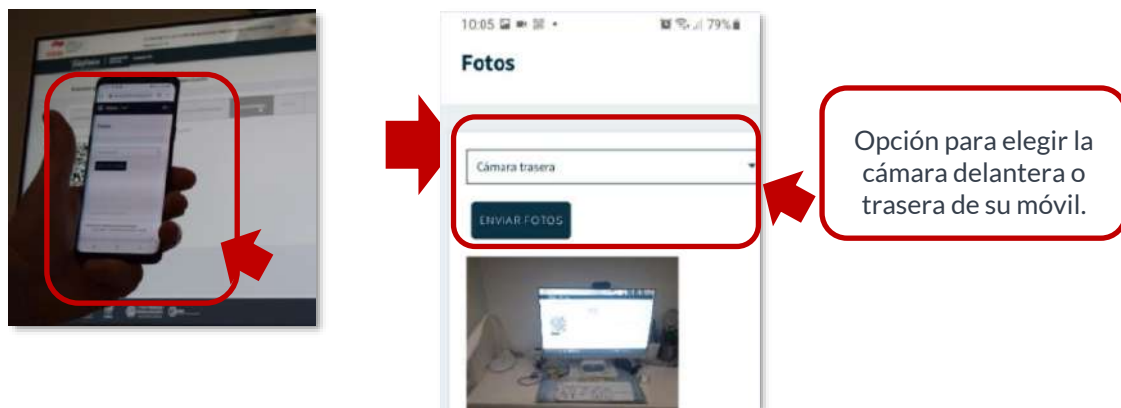 10:05
79%
Fotos
Cámara trasera
ENVIAR FOTOS
Opción para elegir la
cámara delantera o
trasera de su móvil.